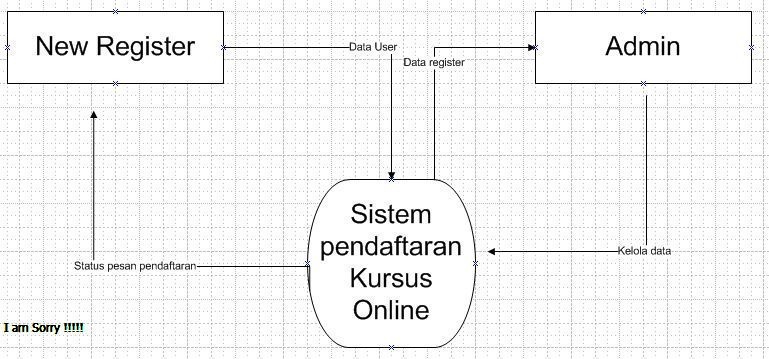 New Register
Data User
Data register
Admin
Sistem
pendaftaran
Kursus
Online
Status pesan pendaftaran
Kelola data
I am Sorry !!!!!